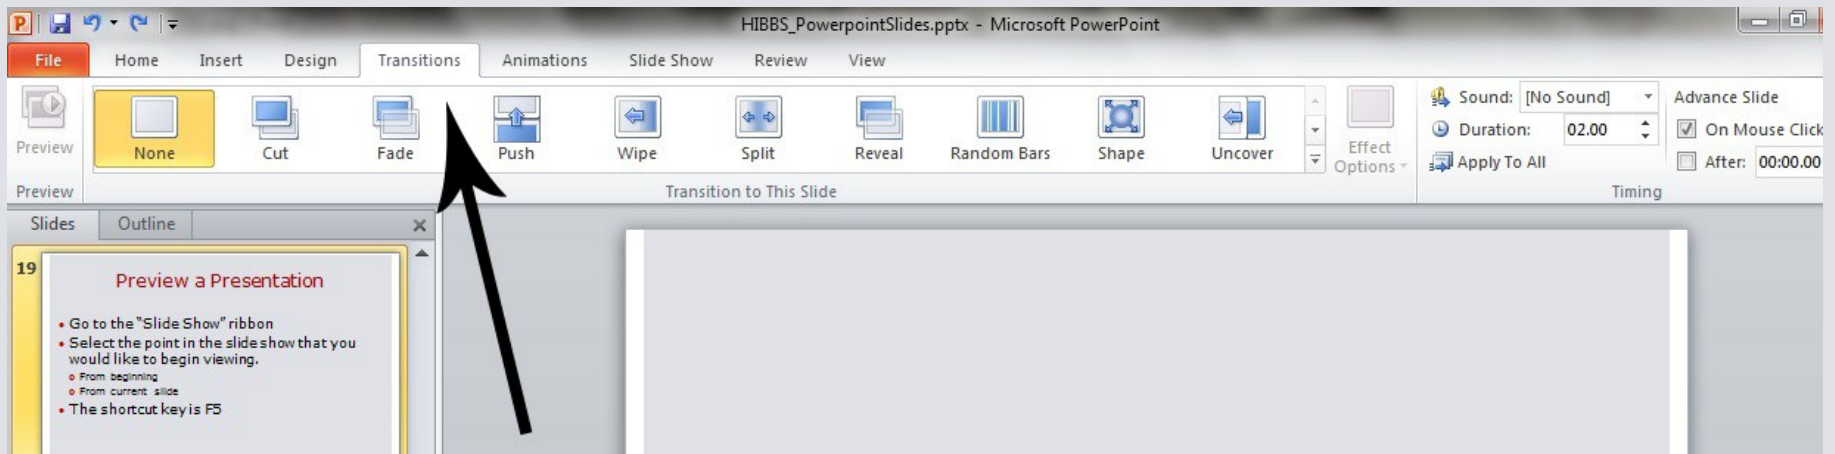 HIBBS_PowerpointSlides.pptx - Microsoft PowerPoint
File Home Insert Design Transitions Animations Slide Show Review View
Preview
None Cut Fade Push Wipe Split Reveal Random Bars Shape Uncover
Effect
Options
Sound: [No Sound]
Duration: 02.00
Apply To All
Advance Slide
On Mouse Click
After: 00:00.00
Preview Transition to This Slide Timing
Slides Outline
19
Preview a Presentation
• Go to the "Slide Show" ribbon
• Select the point in the slide show that you
would like to begin viewing.
o From beginning
o From current slide
• The shortcut key is F5